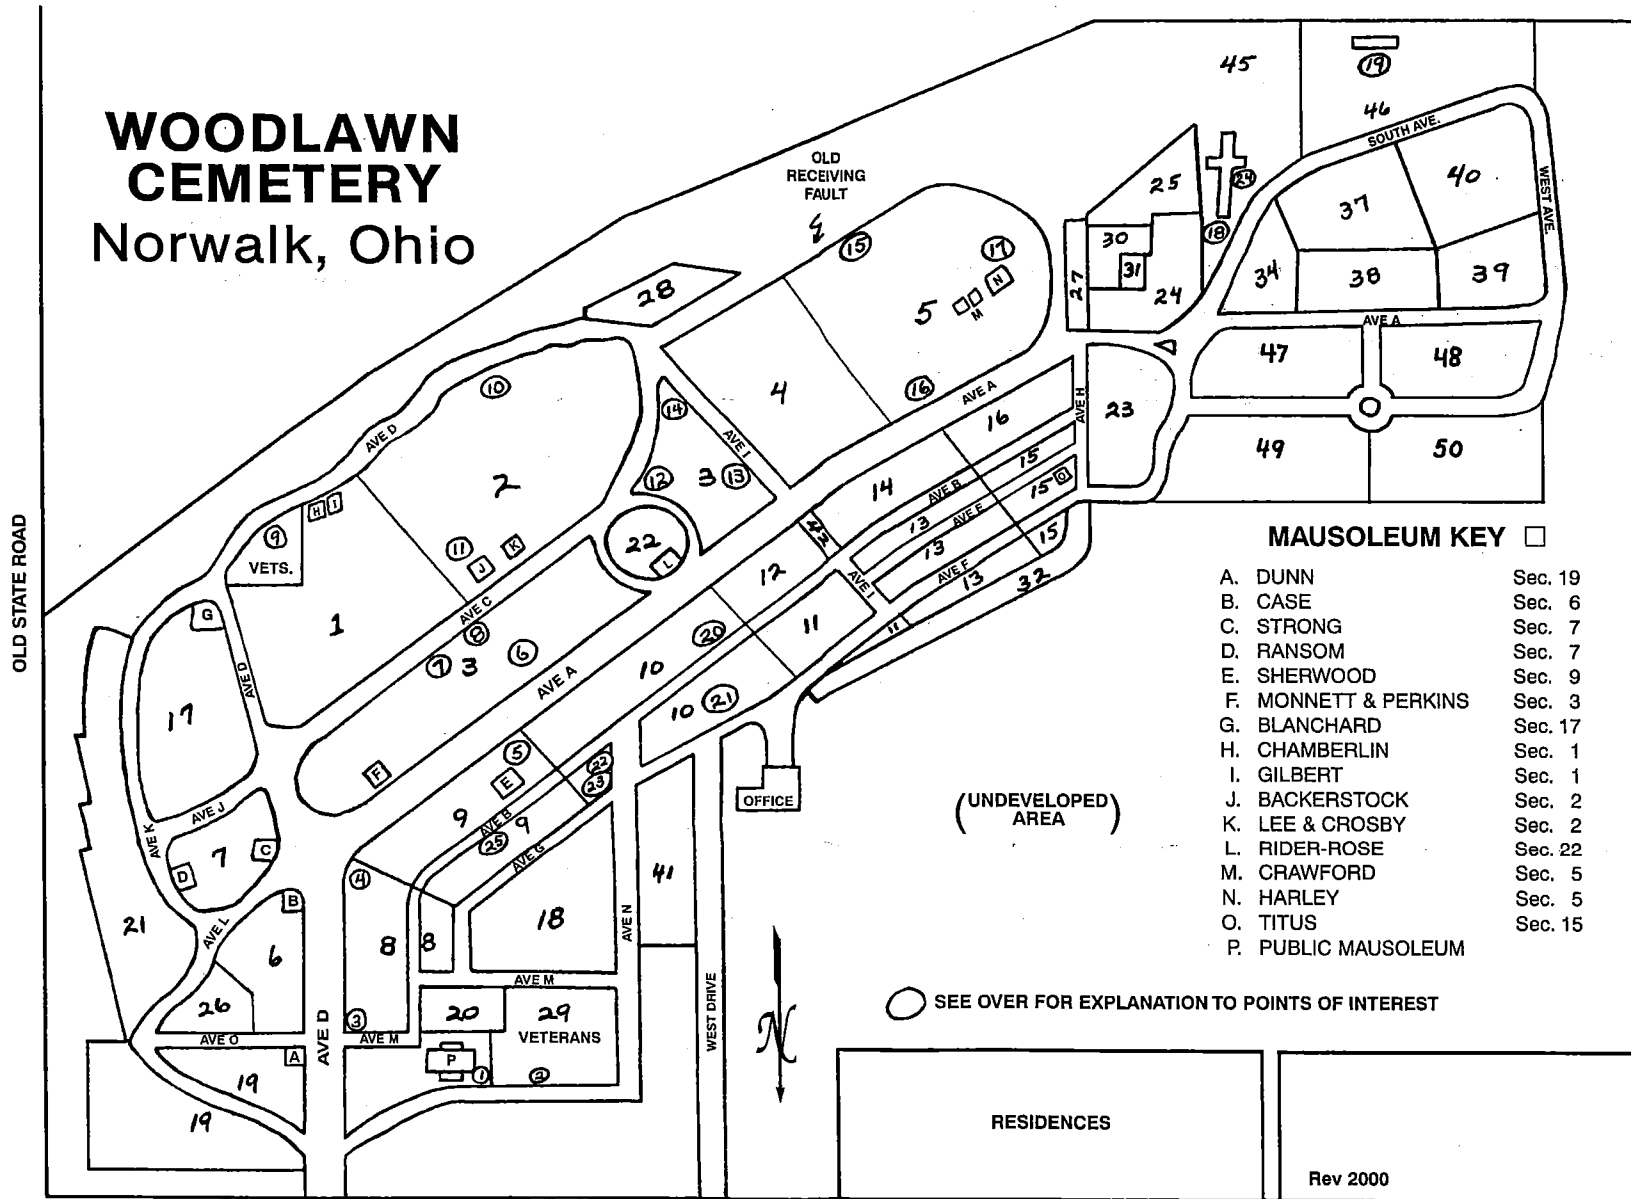 WOODLAWN
CEMETERY
Norwalk, Ohio
OLD STATE ROAD
OLD
RECEIVING
FAULT
45
19
46
SOUTH AVE.
40
WEST AVE.
25
24
37
18
30
31
27
24
34
38
39
AVE A
47
48
49
50
28
15
17
N
5
M
4
16
AVE A
16
AVE H
23
10
AVE D
2
14
AVE I
12
3
13
14
AVE B
15
13
AVE E
15
O
43
13
AVE F
15
13
32
AVE I
11
H
I
9
VETS.
11
J
K
22
L
12
11
G
1
AVE C
8
7
3
6
20
10
AVE A
10
21
AVE D
17
F
5
E
22
23
9
AVE B
9
25
AVE G
OFFICE
(UNDEVELOPED
AREA)
AVE J
AVE K
7
C
D
4
B
41
21
AVE L
6
8
8
18
AVE N
26
AVE M
3
20
29
VETERANS
WEST DRIVE
N
AVE O
AVE D
AVE M
A
P
1
2
19
19
MAUSOLEUM KEY
A. DUNN Sec. 19
B. CASE Sec. 6
C. STRONG Sec. 7
D. RANSOM Sec. 7
E. SHERWOOD Sec. 9
F. MONNETT & PERKINS Sec. 3
G. BLANCHARD Sec. 17
H. CHAMBERLIN Sec. 1
I. GILBERT Sec. 1
J. BACKERSTOCK Sec. 2
K. LEE & CROSBY Sec. 2
L. RIDER-ROSE Sec. 22
M. CRAWFORD Sec. 5
N. HARLEY Sec. 5
O. TITUS Sec. 15
P. PUBLIC MAUSOLEUM
SEE OVER FOR EXPLANATION TO POINTS OF INTEREST
RESIDENCES
Rev 2000